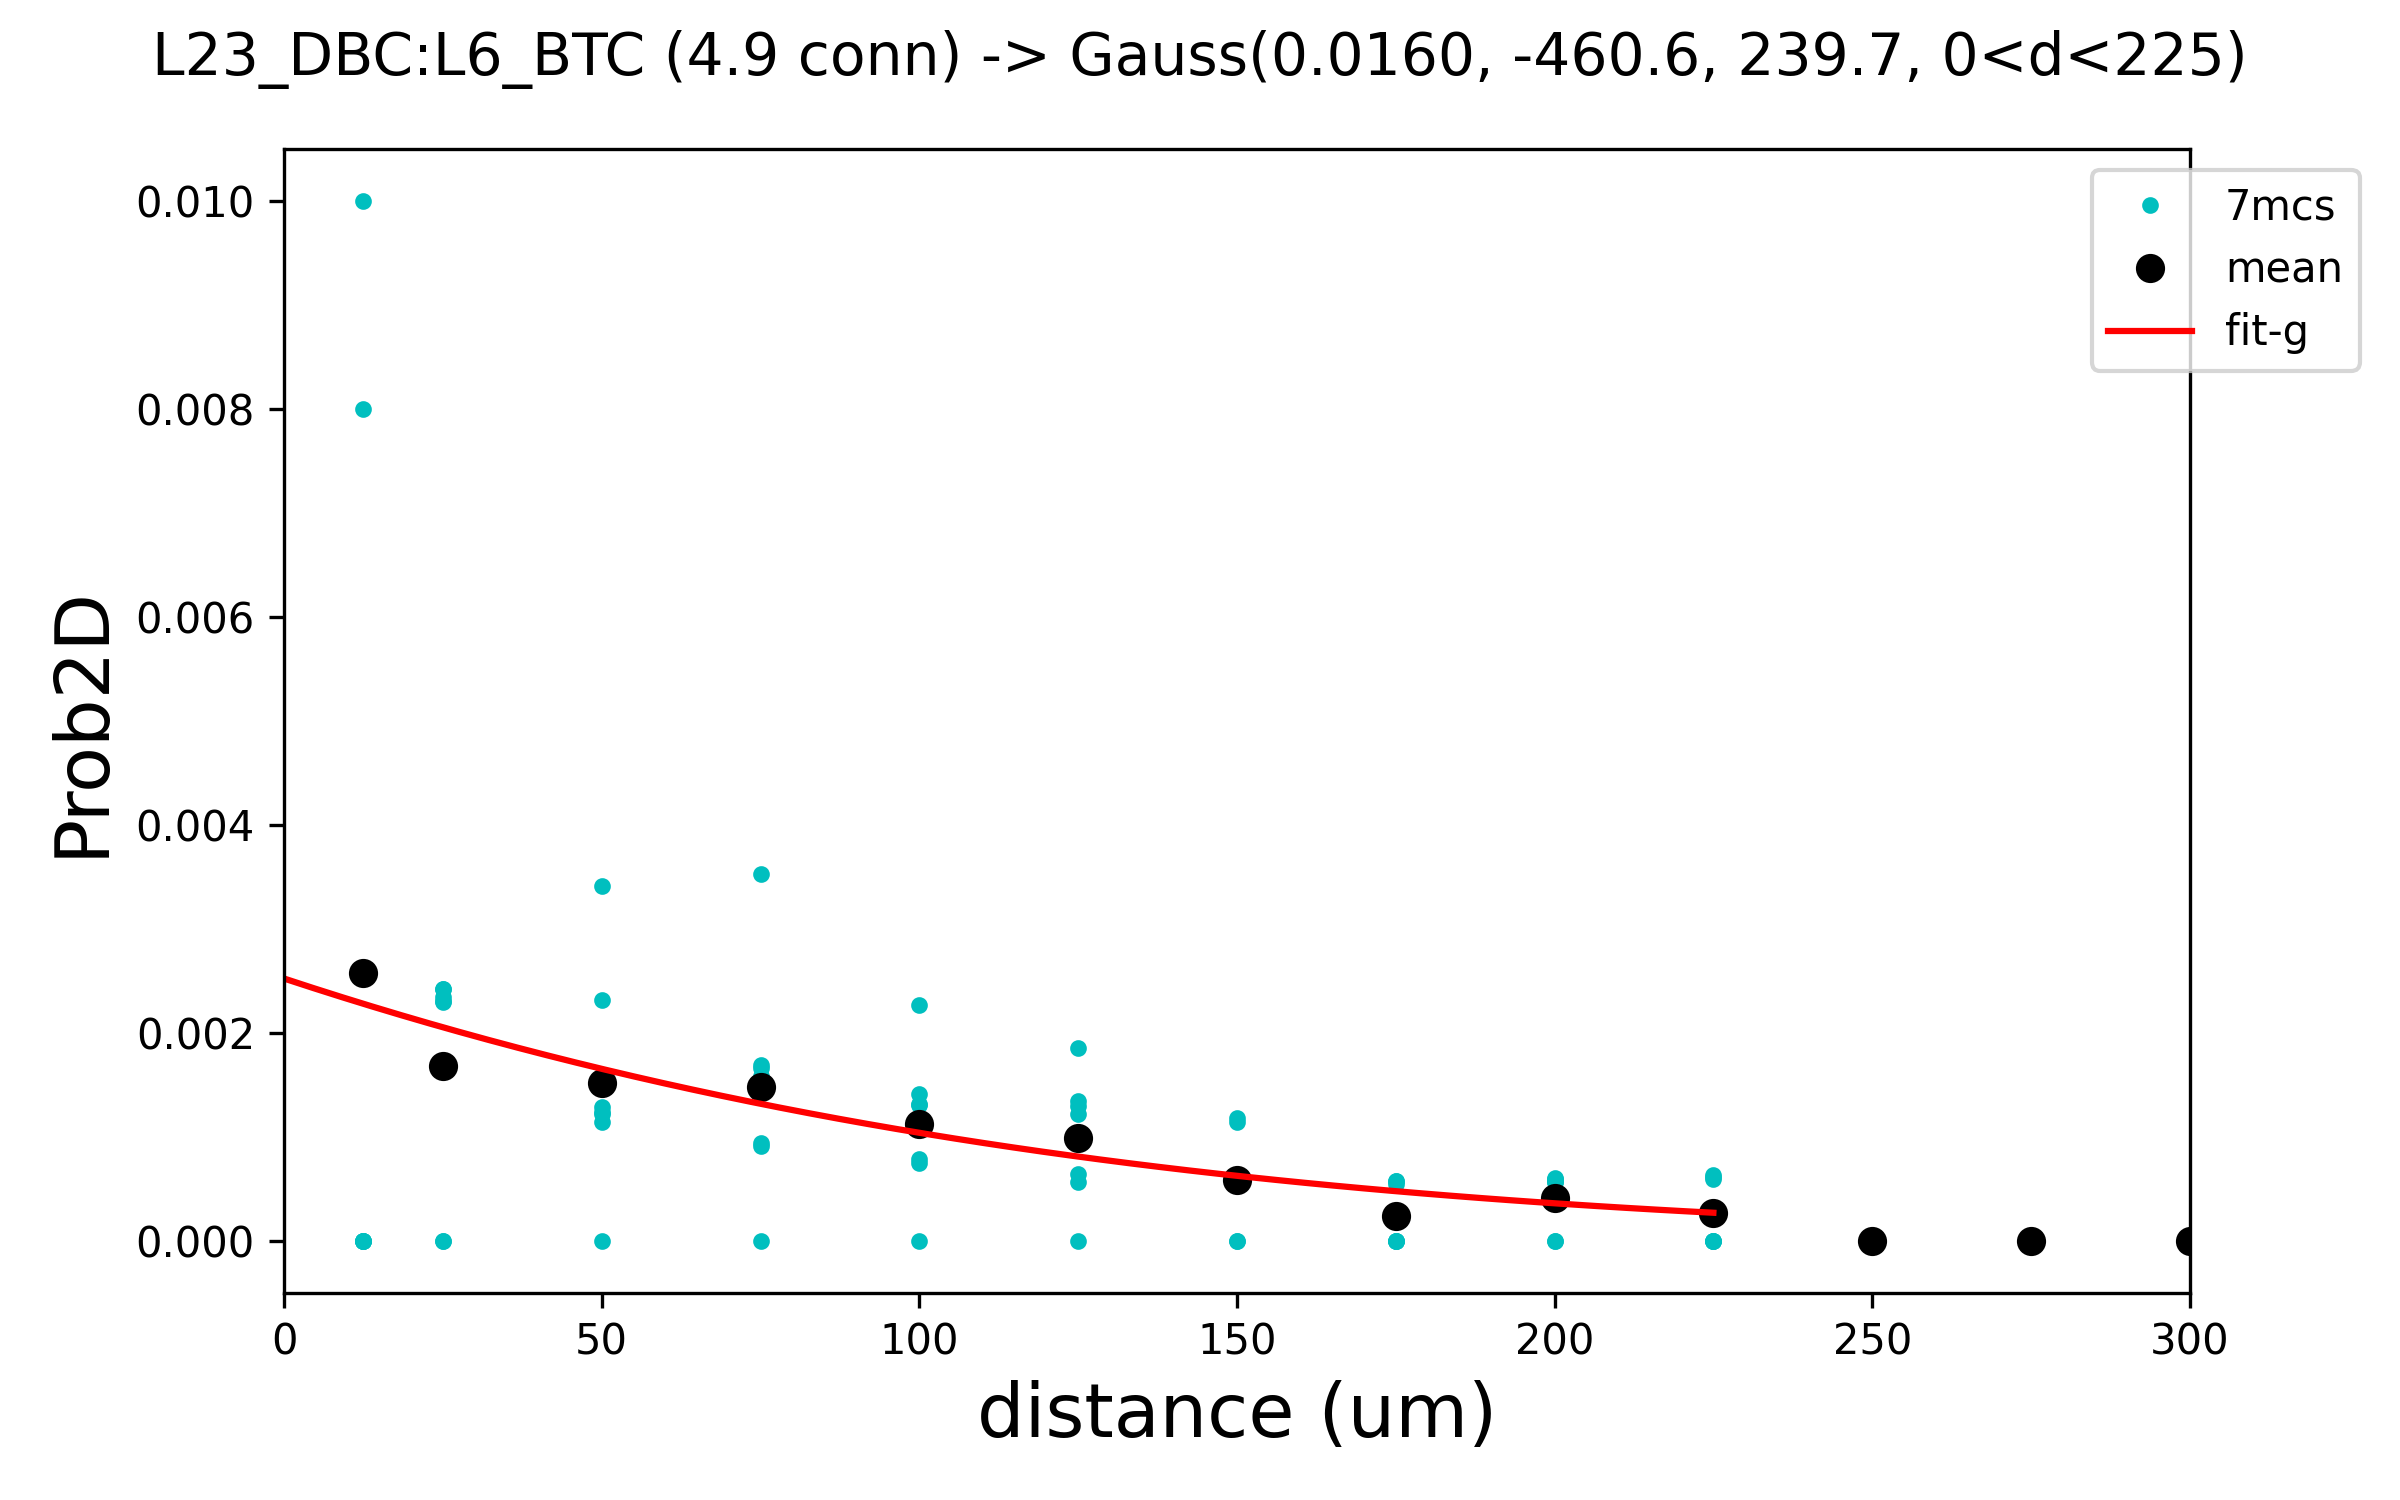 L23_DBC:L6_BTC (4.9 conn) -> Gauss(0.0160, -460.6, 239.7, 0<d<225)
7mcs
mean
fit-g
Prob2D
0.010
0.008
0.006
0.004
0.002
0.000
0
50
100
150
200
250
300
distance (um)